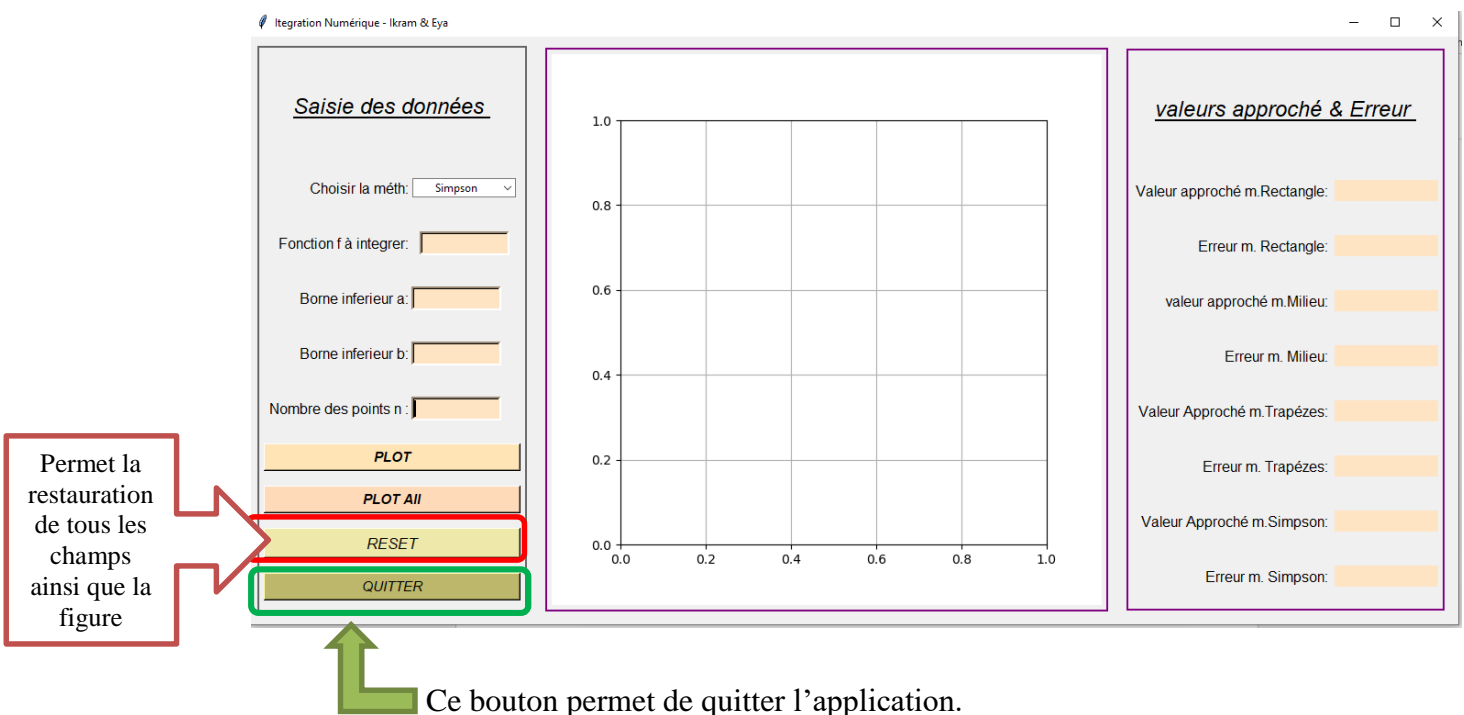 Itegration Numérique - Ikram & Eya
Saisie des données
Choisir la méth: Simpson
Fonction f à integrer:
Borne inferieur a:
Borne inferieur b:
Nombre des points n :
PLOT
PLOT All
RESET
QUITTER
1.0
0.8
0.6
0.4
0.2
0.0
0.0 0.2 0.4 0.6 0.8 1.0
valeurs approché & Erreur
Valeur approché m.Rectangle:
Erreur m. Rectangle:
valeur approché m.Milieu:
Erreur m. Milieu:
Valeur Approché m.Trapézes:
Erreur m. Trapézes:
Valeur Approché m.Simpson:
Erreur m. Simpson:
Permet la
restauration
de tous les
champs
ainsi que la
figure
Ce bouton permet de quitter l’application.